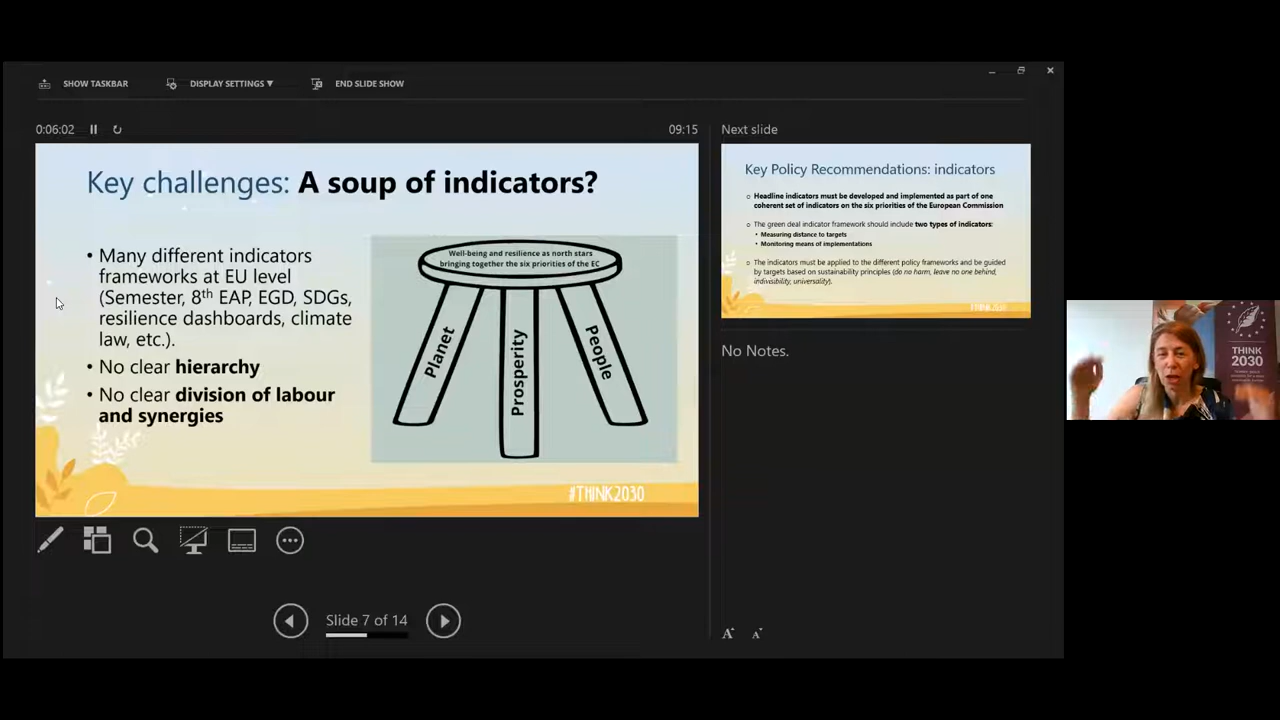 SHOW TASKBAR
DISPLAY SETTINGS ▼
END SLIDE SHOW
0:06:02
09:15
Next slide
Key challenges: A soup of indicators?
• Many different indicators
frameworks at EU level
(Semester, 8th EAP, EGD, SDGs,
resilience dashboards, climate
law, etc.).
• No clear hierarchy
• No clear division of labour
and synergies
Well-being and resilience as north stars
bringing together the six priorities of the EC
Planet
Prosperity
People
#THINK2030
Key Policy Recommendations: indicators
Headline indicators must be developed and implemented as part of one
coherent set of indicators on the six priorities of the European Commission
The green deal indicator framework should include two types of indicators:
• Measuring distance to targets
• Monitoring means of implementations
The indicators must be applied to the different policy frameworks and be guided
by targets based on sustainability principles (do no harm, leave no one behind,
indivisibility, universality).
#THINK2030
No Notes.
THINK
2030
Slide 7 of 14
A A